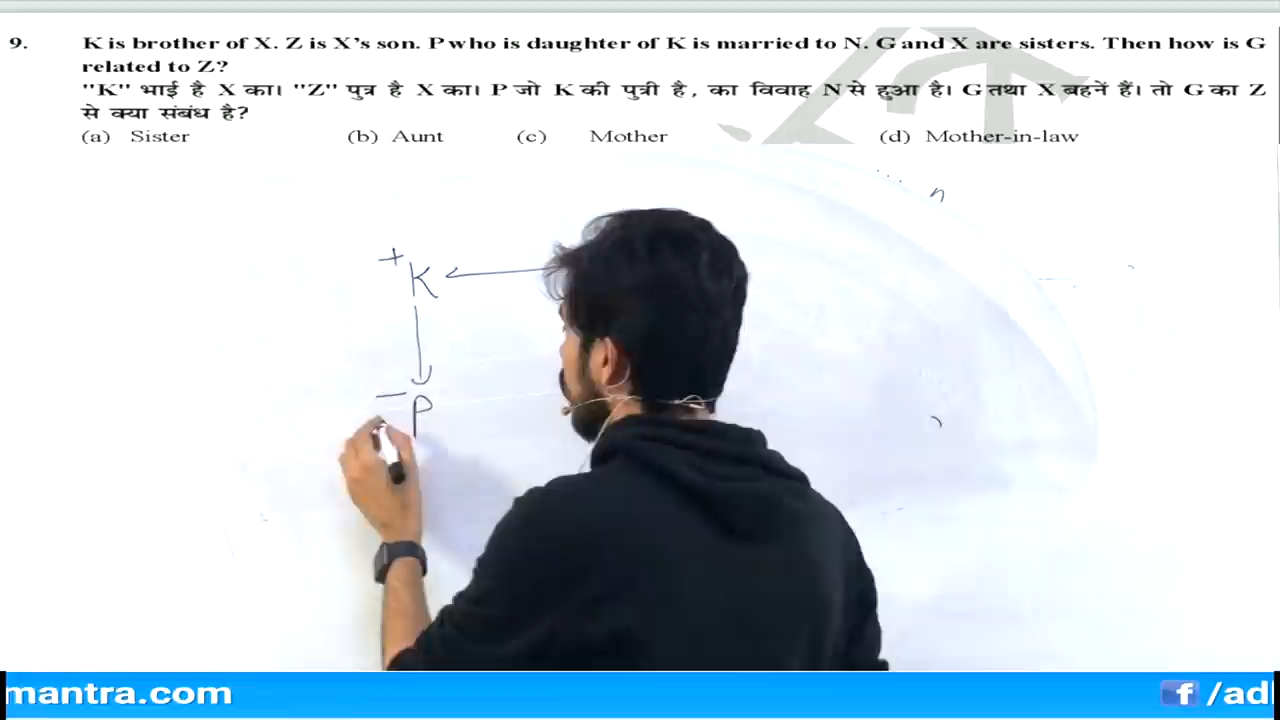 9. K is brother of X. Z is X's son. P who is daughter of K is married to N. G and X are sisters. Then how is G
related to Z?
"K" भाई है X का। "Z" पुत्र है X का। P जो K की पुत्री है, का विवाह N से हुआ है। G तथा X बहनें हैं। तो G का Z
से क्या संबंध है?
(a) Sister (b) Aunt (c) Mother (d) Mother-in-law
+ K
− P
mantra.com
f /ad